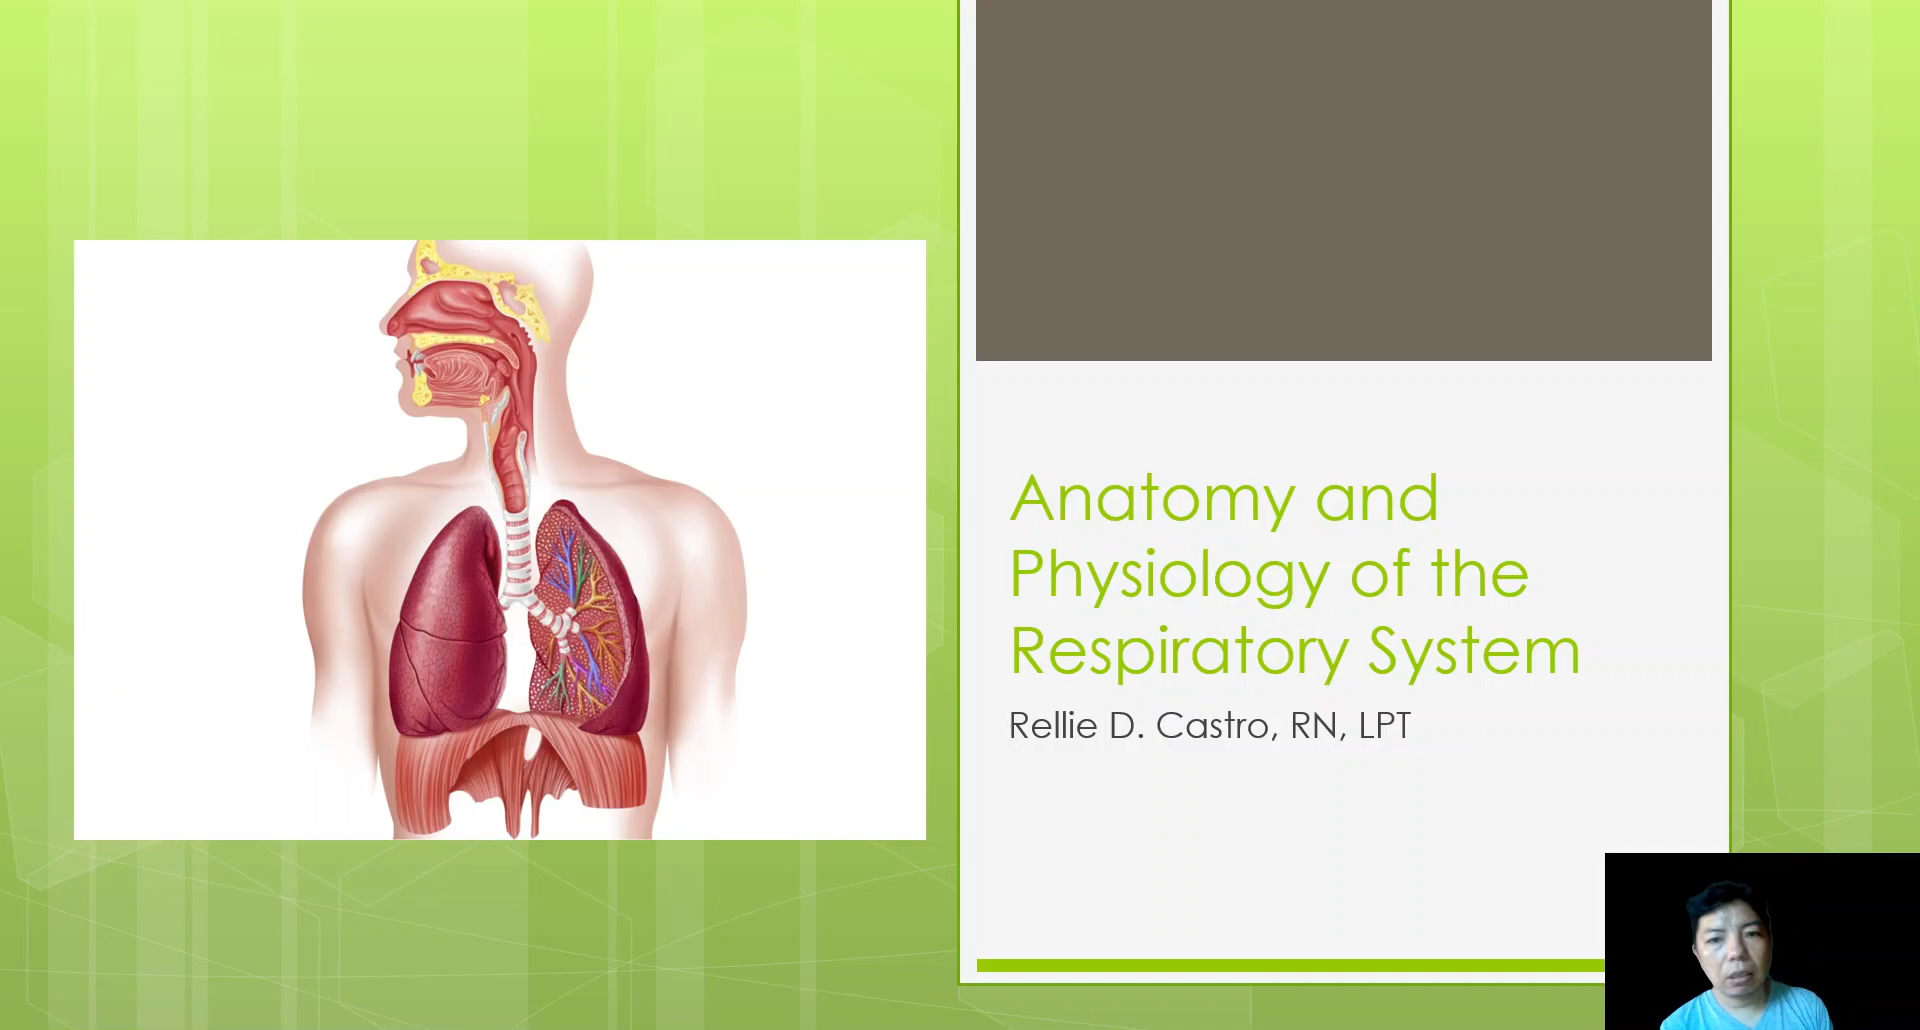 Anatomy and
Physiology of the
Respiratory System
Rellie D. Castro, RN, LPT